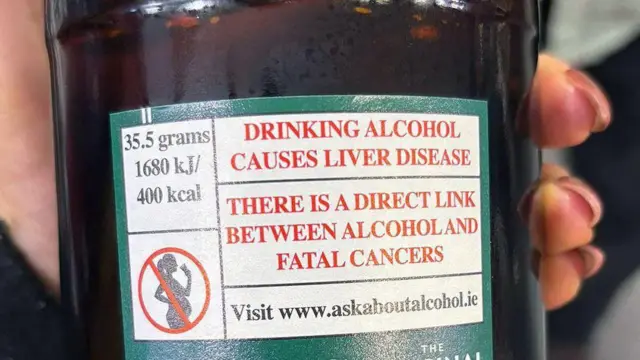 35.5 grams
1680 kJ/
400 kcal
DRINKING ALCOHOL
CAUSES LIVER DISEASE
THERE IS A DIRECT LINK
BETWEEN ALCOHOL AND
FATAL CANCERS
Visit www.askaboutalcohol.ie
THE